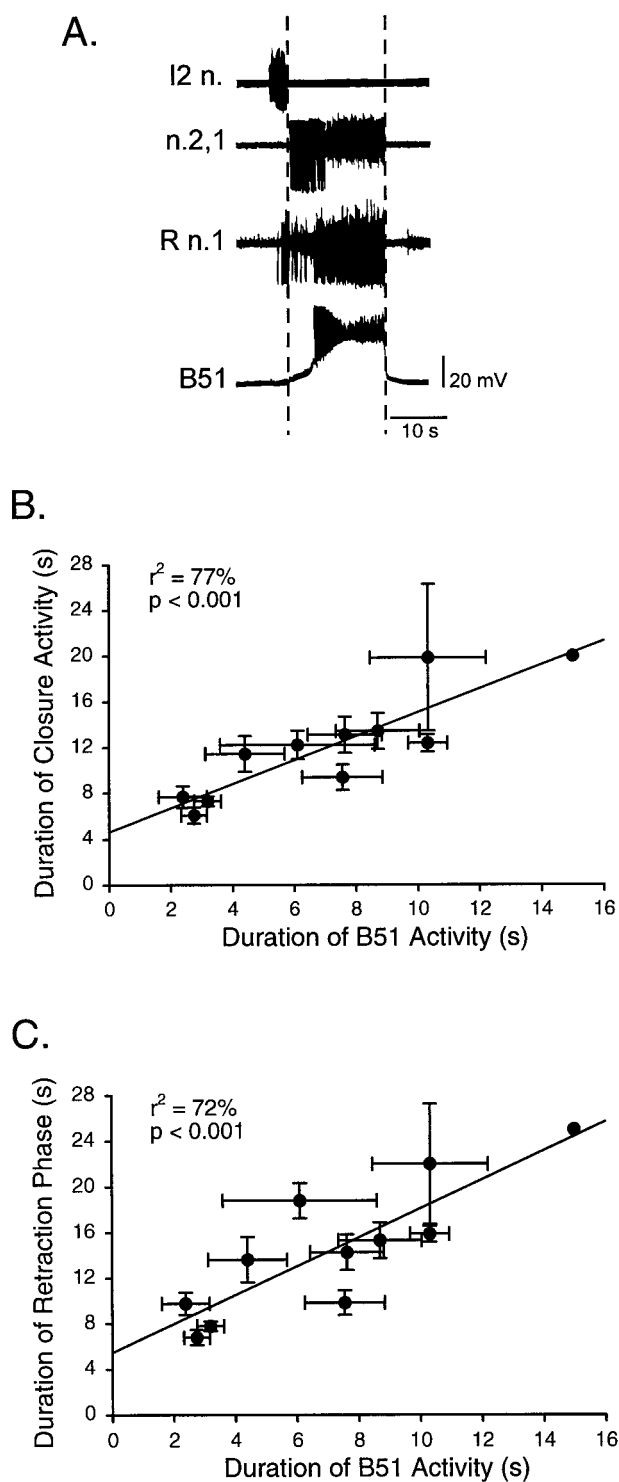 A.
I2 n.
n.2,1
R n.1
B51
20 mV
10 s
B.
r² = 77%
p < 0.001
Duration of Closure Activity (s)
28
24
20
16
12
8
4
0
0 2 4 6 8 10 12 14 16
Duration of B51 Activity (s)
C.
r² = 72%
p < 0.001
Duration of Retraction Phase (s)
28
24
20
16
12
8
4
0
0 2 4 6 8 10 12 14 16
Duration of B51 Activity (s)